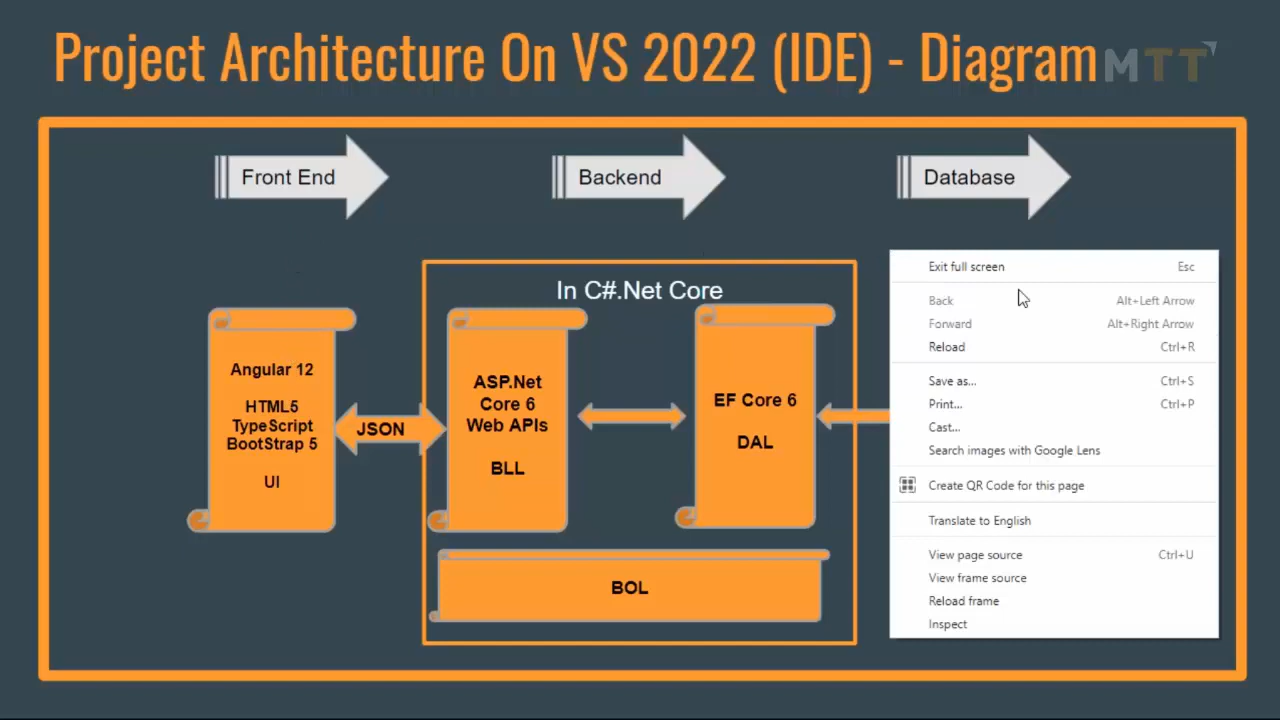 Project Architecture On VS 2022 (IDE) - Diagram
MTT
Front End
Backend
Database
In C#.Net Core
Angular 12
HTML5
TypeScript
BootStrap 5
UI
JSON
ASP.Net
Core 6
Web APIs
BLL
EF Core 6
DAL
BOL
Exit full screen Esc
Back Alt+Left Arrow
Forward Alt+Right Arrow
Reload Ctrl+R
Save as... Ctrl+S
Print... Ctrl+P
Cast...
Search images with Google Lens
Create QR Code for this page
Translate to English
View page source Ctrl+U
View frame source
Reload frame
Inspect